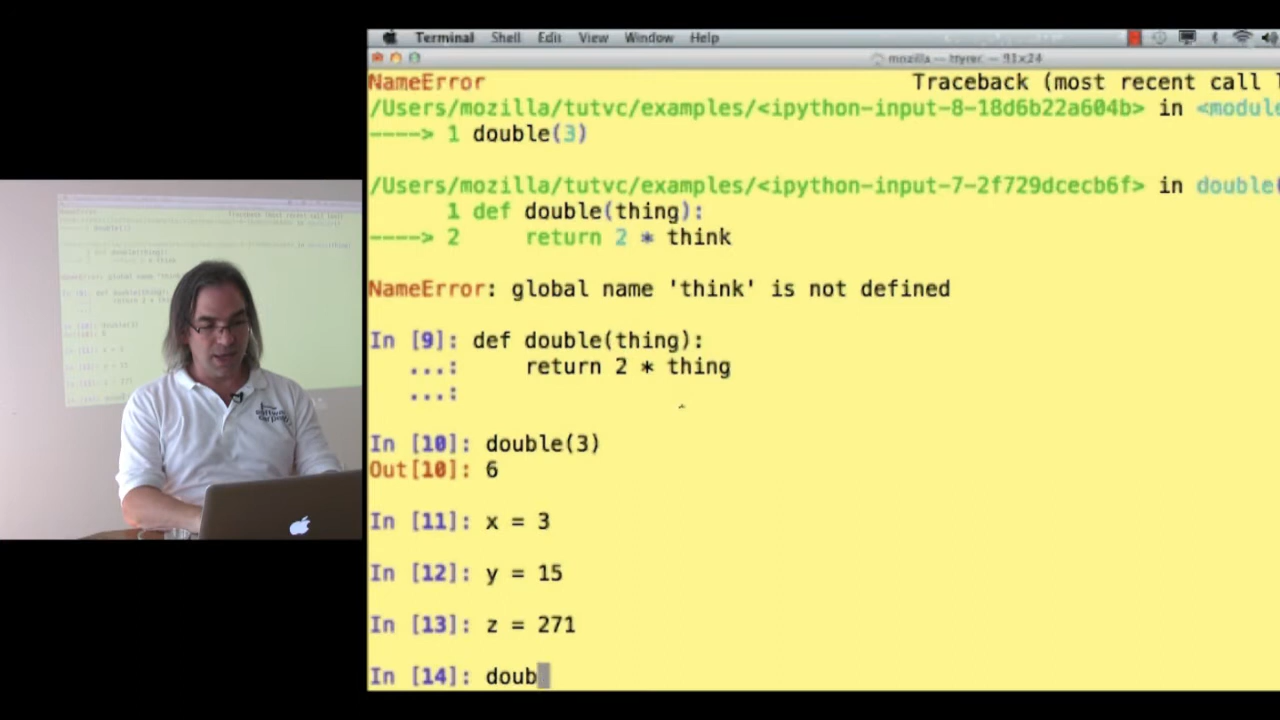 Terminal Shell Edit View Window Help
NameError Traceback (most recent call l
/Users/mozilla/tutvc/examples/<ipython-input-8-18d6b22a604b> in <modul
----> 1 double(3)
/Users/mozilla/tutvc/examples/<ipython-input-7-2f729dcecb6f> in double(
1 def double(thing):
----> 2 return 2 * think
NameError: global name 'think' is not defined
In [9]: def double(thing):
...: return 2 * thing
...:
In [10]: double(3)
Out[10]: 6
In [11]: x = 3
In [12]: y = 15
In [13]: z = 271
In [14]: doub